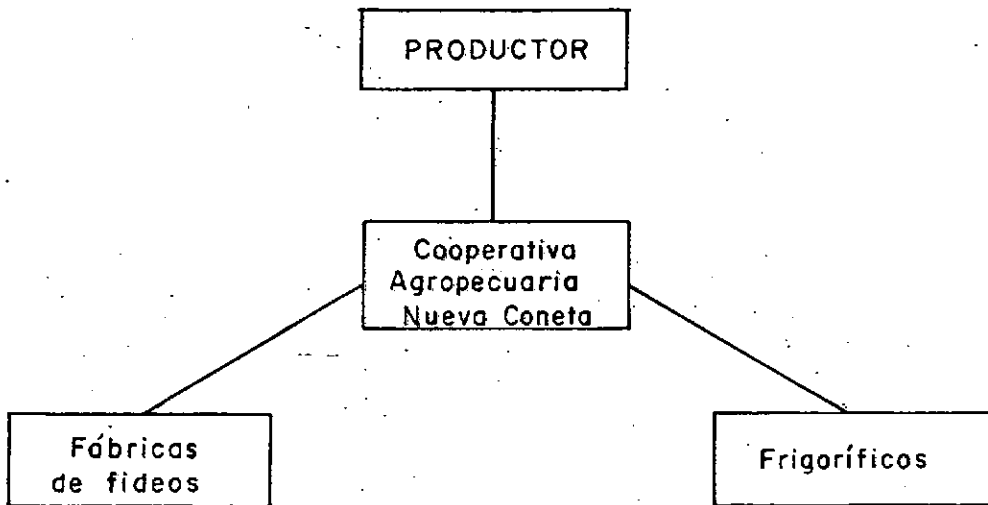 PRODUCTOR
Cooperativa
Agropecuaria
Nueva Coneta
Fábricas
de fideos
Frigoríficos